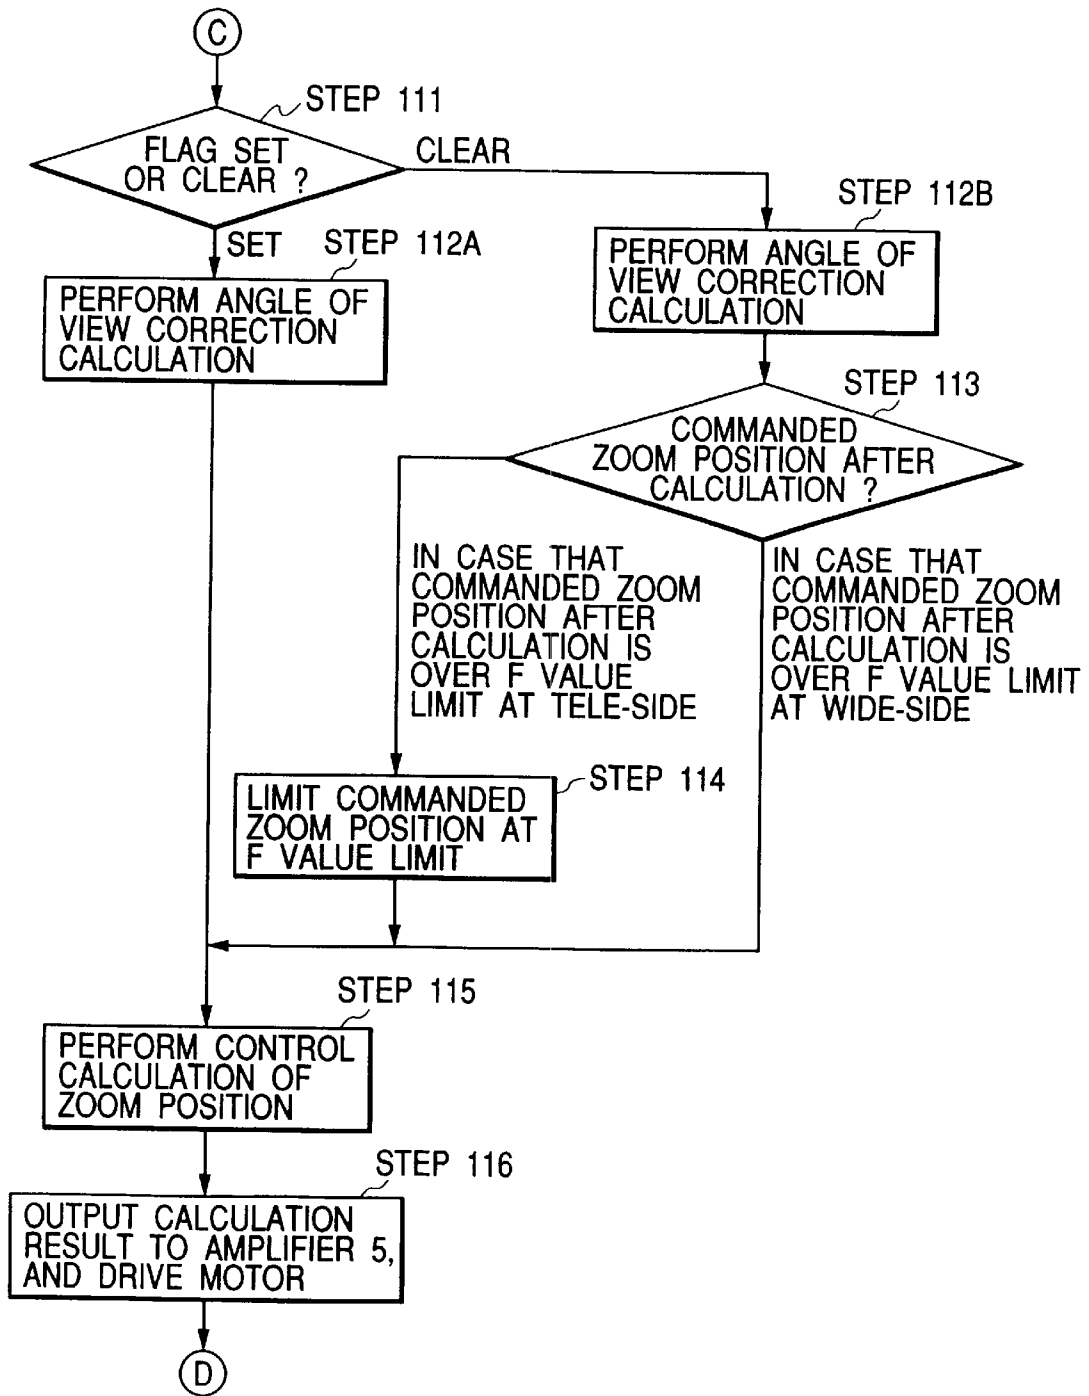 C
STEP 111
FLAG SET
OR CLEAR ?
CLEAR
SET
STEP 112A
PERFORM ANGLE OF
VIEW CORRECTION
CALCULATION
STEP 112B
PERFORM ANGLE OF
VIEW CORRECTION
CALCULATION
STEP 113
COMMANDED
ZOOM POSITION AFTER
CALCULATION ?
IN CASE THAT
COMMANDED ZOOM
POSITION AFTER
CALCULATION IS
OVER F VALUE
LIMIT AT TELE-SIDE
IN CASE THAT
COMMANDED ZOOM
POSITION AFTER
CALCULATION IS
OVER F VALUE LIMIT
AT WIDE-SIDE
STEP 114
LIMIT COMMANDED
ZOOM POSITION AT
F VALUE LIMIT
STEP 115
PERFORM CONTROL
CALCULATION OF
ZOOM POSITION
STEP 116
OUTPUT CALCULATION
RESULT TO AMPLIFIER 5,
AND DRIVE MOTOR
D